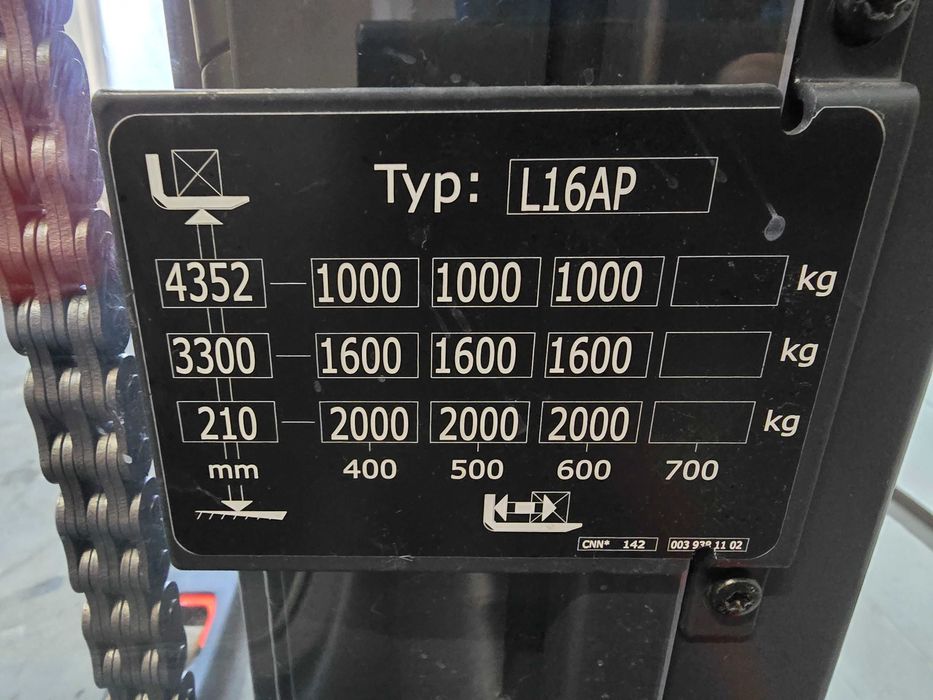 Typ: L16AP
4352 1000 1000 1000 kg
3300 1600 1600 1600 kg
210 2000 2000 2000 kg
mm 400 500 600 700
CNN* 142 003 938 11 02